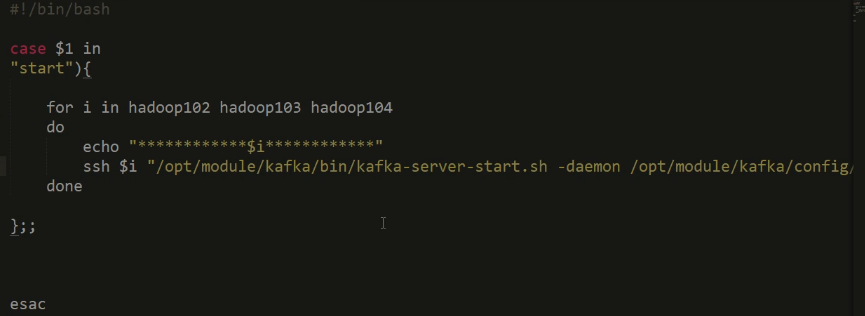 #!/bin/bash
case $1 in
"start"){
for i in hadoop102 hadoop103 hadoop104
do
echo "************$i************"
ssh $i "/opt/module/kafka/bin/kafka-server-start.sh -daemon /opt/module/kafka/config/
done
};;
esac